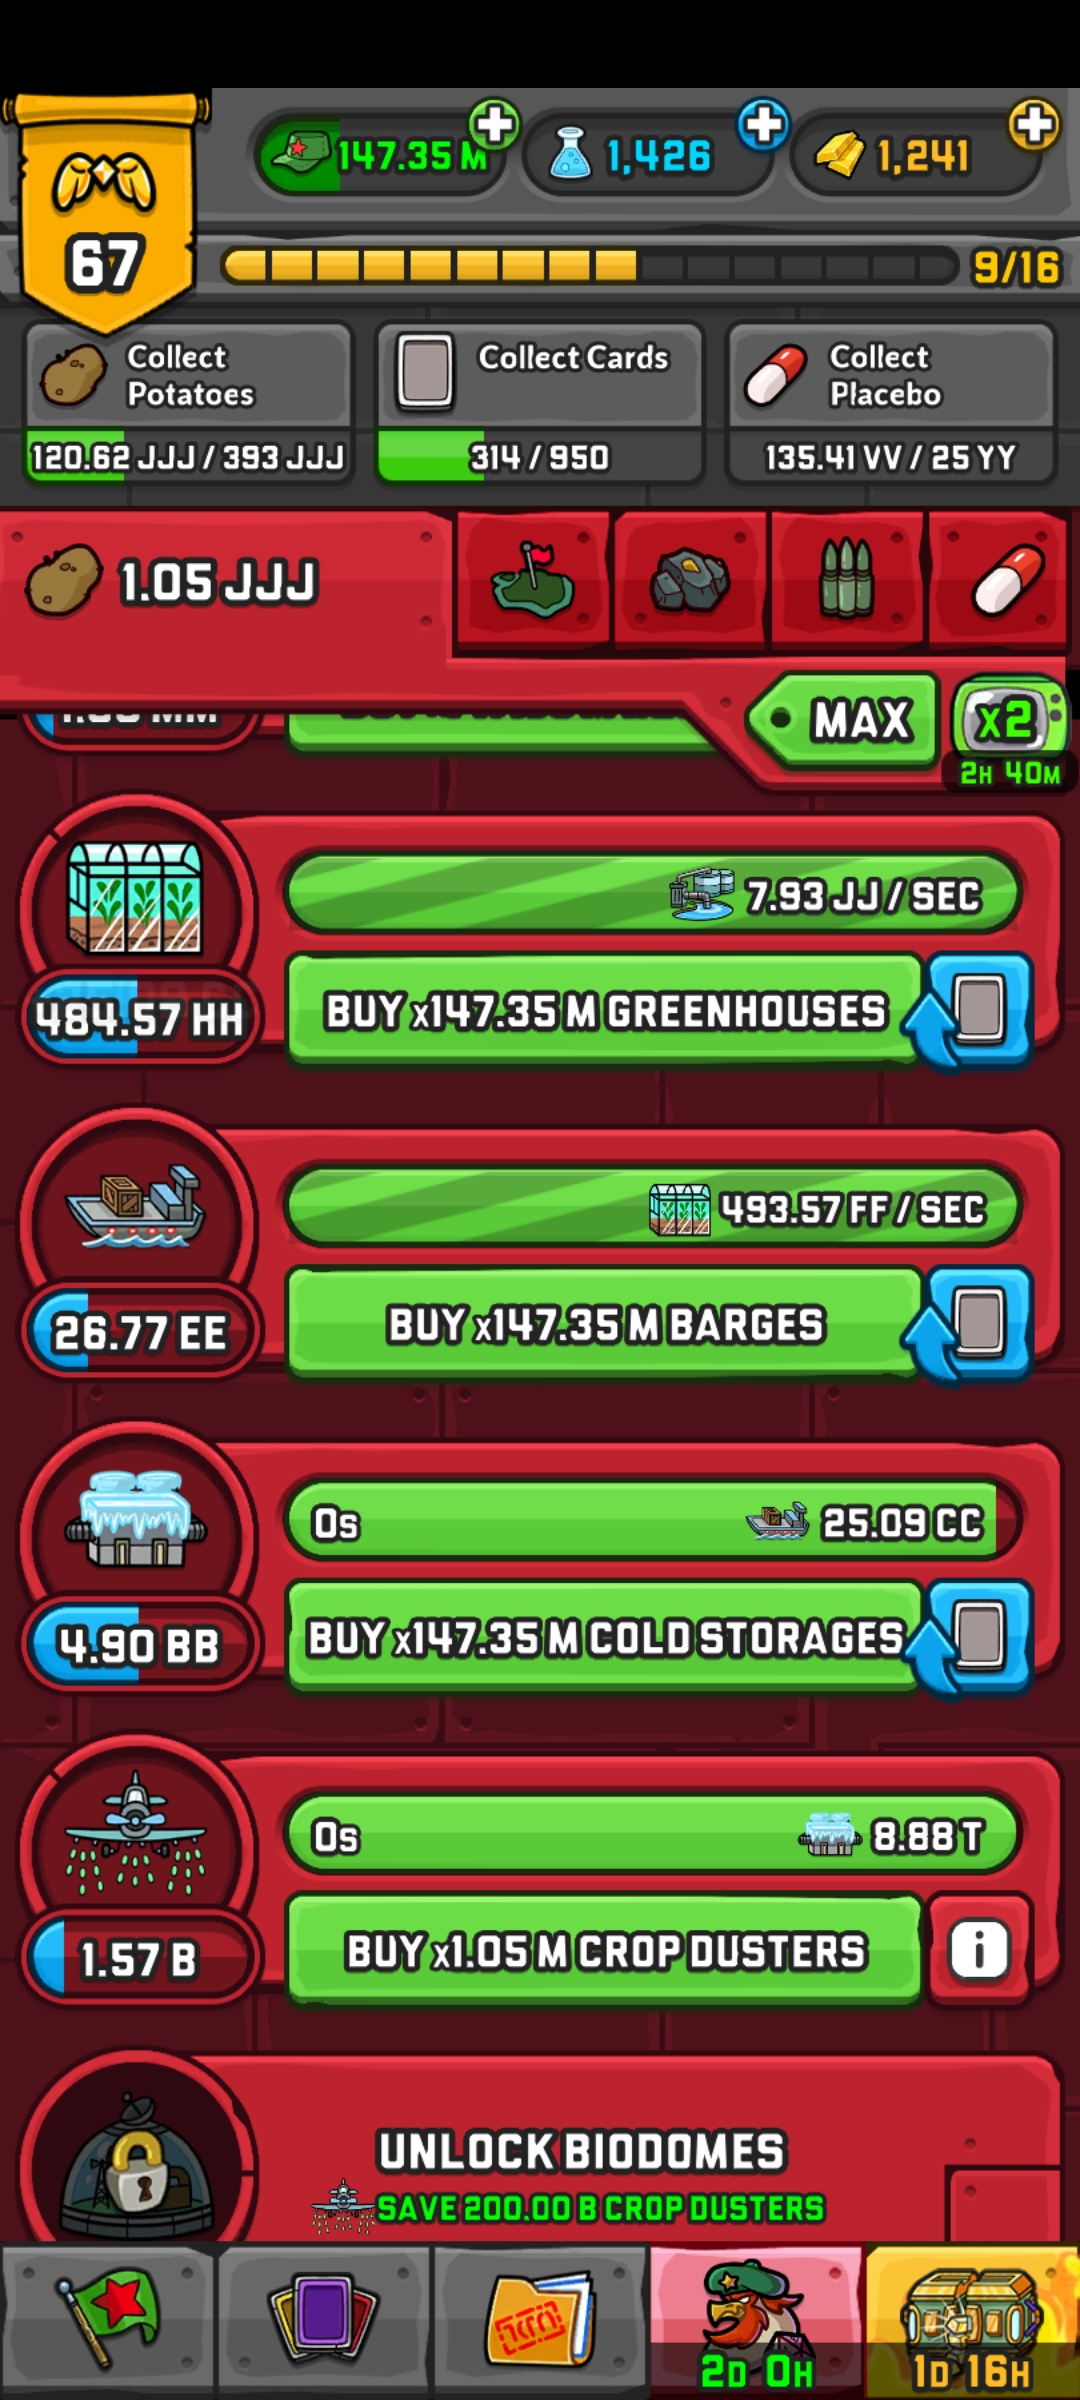 147.35 M
1,426
1,241
67
9/16
Collect
Potatoes
Collect Cards
Collect
Placebo
120.62 JJJ / 393 JJJ
314 / 950
135.41 VV / 25 YY
1.05 JJJ
MAX
x2
2H 40M
7.93 JJ / SEC
484.57 HH
BUY x147.35 M GREENHOUSES
493.57 FF / SEC
26.77 EE
BUY x147.35 M BARGES
0s
25.09 CC
4.90 BB
BUY x147.35 M COLD STORAGES
0s
8.88 T
1.57 B
BUY x1.05 M CROP DUSTERS
i
UNLOCK BIODOMES
SAVE 200.00 B CROP DUSTERS
2D 0H
1D 16H